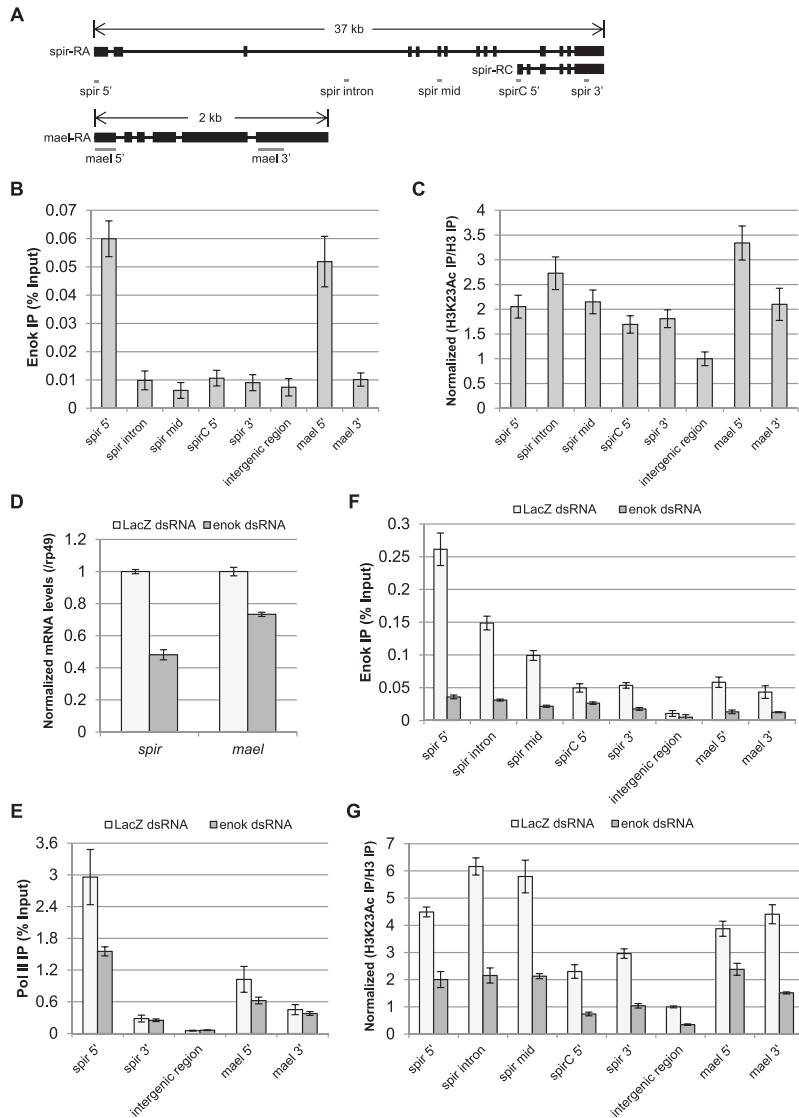 A
37 kb
spir-RA
spir-RC
spir 5'
spir intron
spir mid
spirC 5'
spir 3'
2 kb
mael-RA
mael 5'
mael 3'
B
Enok IP (% Input)
0.07
0.06
0.05
0.04
0.03
0.02
0.01
0
spir 5'
spir intron
spir mid
spirC 5'
spir 3'
intergenic region
mael 5'
mael 3'
C
Normalized (H3K23Ac IP/H3 IP)
4
3.5
3
2.5
2
1.5
1
0.5
0
spir 5'
spir intron
spir mid
spirC 5'
spir 3'
intergenic region
mael 5'
mael 3'
D
LacZ dsRNA
enok dsRNA
Normalized mRNA levels (/rp49)
1.2
1
0.8
0.6
0.4
0.2
0
spir
mael
F
LacZ dsRNA
enok dsRNA
Enok IP (% Input)
0.3
0.25
0.2
0.15
0.1
0.05
0
spir 5'
spir intron
spir mid
spirC 5'
spir 3'
intergenic region
mael 5'
mael 3'
E
LacZ dsRNA
enok dsRNA
Pol II IP (% Input)
3.6
3
2.4
1.8
1.2
0.6
0
spir 5'
spir 3'
intergenic region
mael 5'
mael 3'
G
LacZ dsRNA
enok dsRNA
Normalized (H3K23Ac IP/H3 IP)
7
6
5
4
3
2
1
0
spir 5'
spir intron
spir mid
spirC 5'
spir 3'
intergenic region
mael 5'
mael 3'